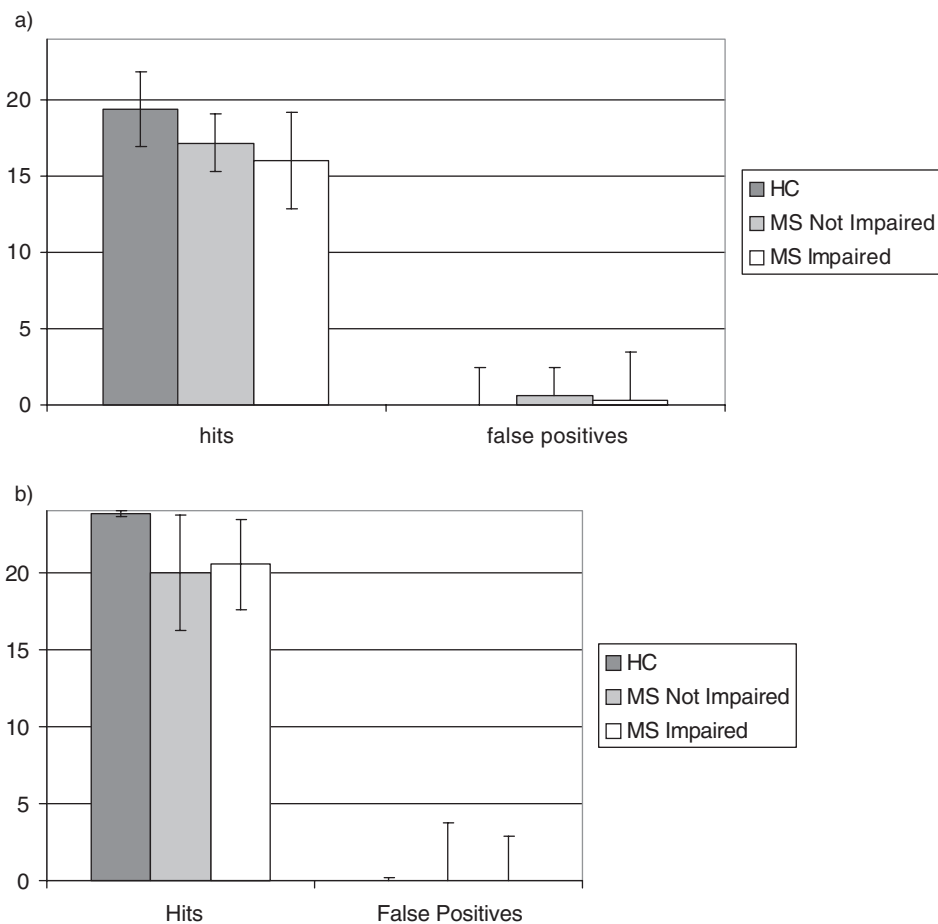 a)
20
15
10
5
0
hits
false positives
HC
MS Not Impaired
MS Impaired
b)
20
15
10
5
0
Hits
False Positives
HC
MS Not Impaired
MS Impaired